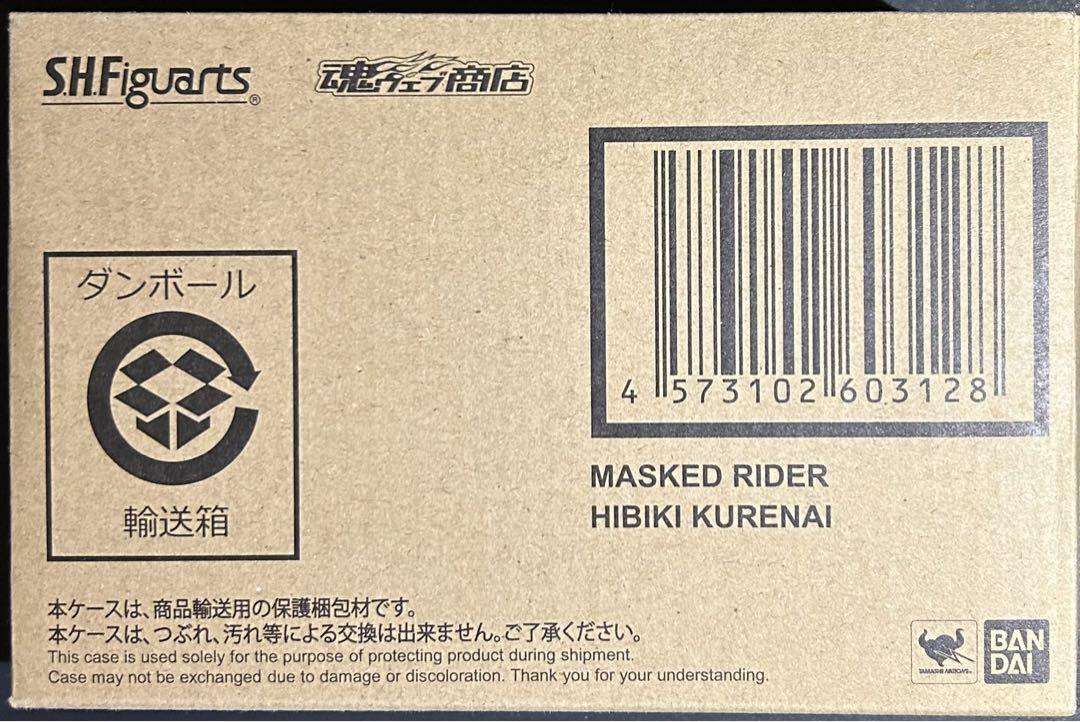 S.H.Figuarts®
魂ウェブ商店
4 573102 603128
MASKED RIDER
HIBIKI KURENAI
ダンボール
輸送箱
本ケースは、商品輸送用の保護梱包材です。
本ケースは、つぶれ、汚れ等による交換は出来ません。ご了承ください。
This case is used solely for the purpose of protecting product during shipment.
Case may not be exchanged due to damage or discoloration. Thank you for your understanding.
TAMASHII NATIONS
BAN
DAI